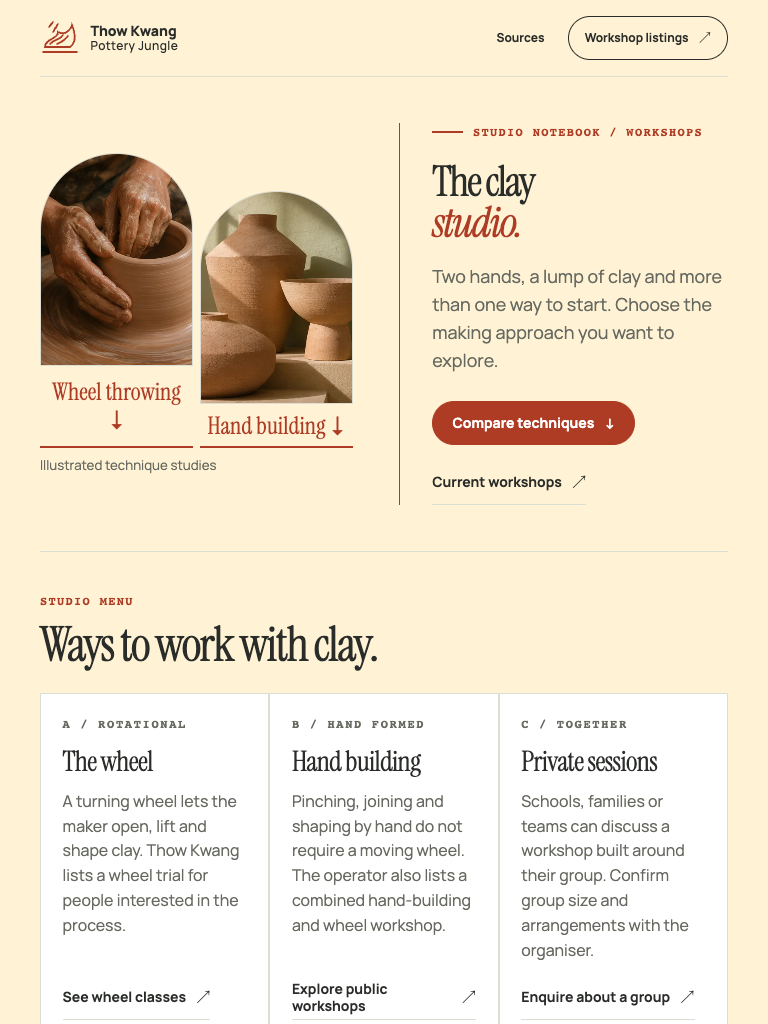 Thow Kwang
Pottery Jungle
Sources
Workshop listings ↗
Wheel throwing
↓
Hand building ↓
Illustrated technique studies
STUDIO NOTEBOOK / WORKSHOPS
The clay
studio.
Two hands, a lump of clay and more
than one way to start. Choose the
making approach you want to
explore.
Compare techniques ↓
Current workshops ↗
STUDIO MENU
Ways to work with clay.
A / ROTATIONAL
The wheel
A turning wheel lets the
maker open, lift and
shape clay. Thow Kwang
lists a wheel trial for
people interested in the
process.
See wheel classes ↗
B / HAND FORMED
Hand building
Pinching, joining and
shaping by hand do not
require a moving wheel.
The operator also lists a
combined hand-building
and wheel workshop.
Explore public
workshops ↗
C / TOGETHER
Private sessions
Schools, families or
teams can discuss a
workshop built around
their group. Confirm
group size and
arrangements with the
organiser.
Enquire about a group ↗